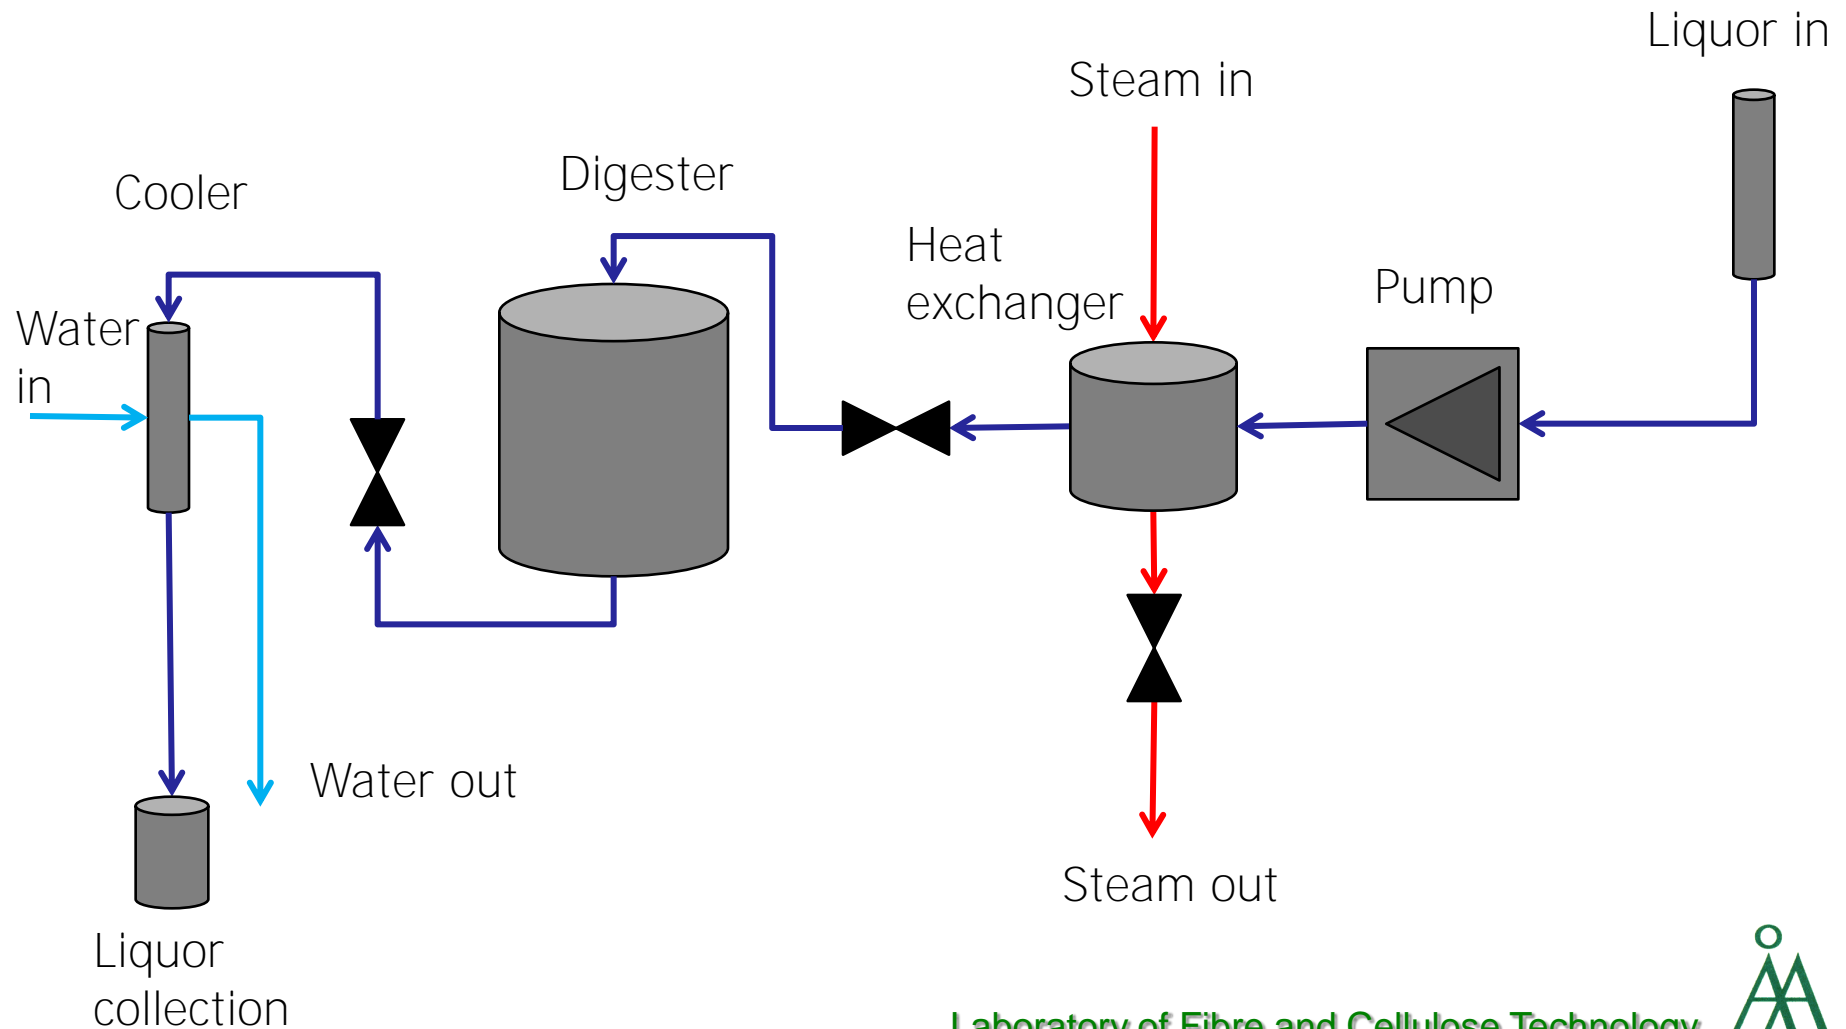 Liquor in
Steam in
Digester
Cooler
Heat
exchanger
Pump
Water
in
Water out
Steam out
Liquor
collection
Laboratory of Fibre and Cellulose Technology